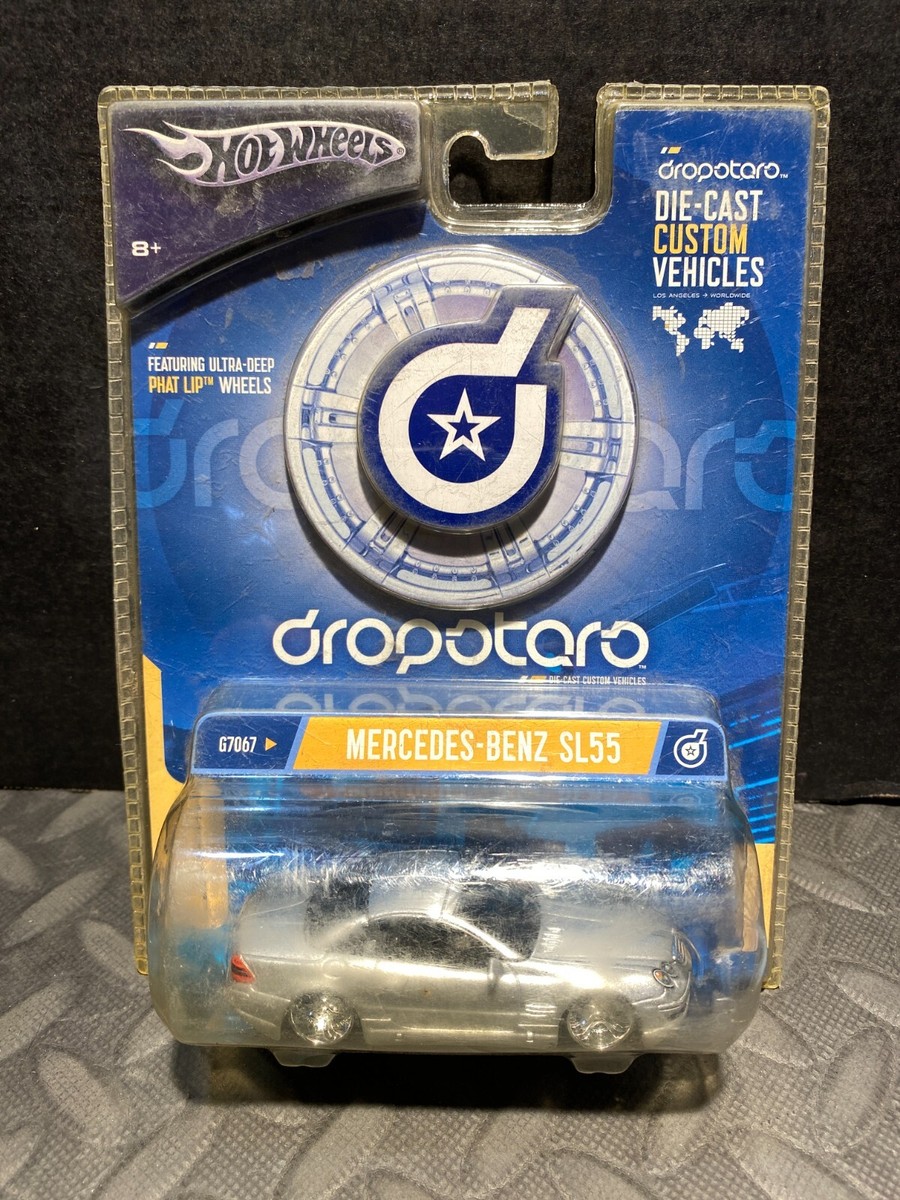 HOT WHEELS®
8+
dropstars™
DIE-CAST
CUSTOM
VEHICLES
LOS ANGELES → WORLDWIDE
FEATURING ULTRA-DEEP
PHAT LIP™ WHEELS
dropstars
dropstars™
DIE-CAST CUSTOM VEHICLES
G7067
MERCEDES-BENZ SL55